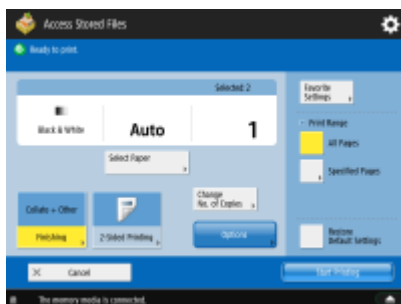 Access Stored Files
Ready to print.
Selected: 2
Black & White
Auto
1
Select Paper
Change
No. of Copies
Collate + Other
Finishing
2-Sided Printing
Options
Favorite
Settings
Print Range
All Pages
Specified Pages
Restore
Default Settings
Cancel
Start Printing
The memory media is connected.